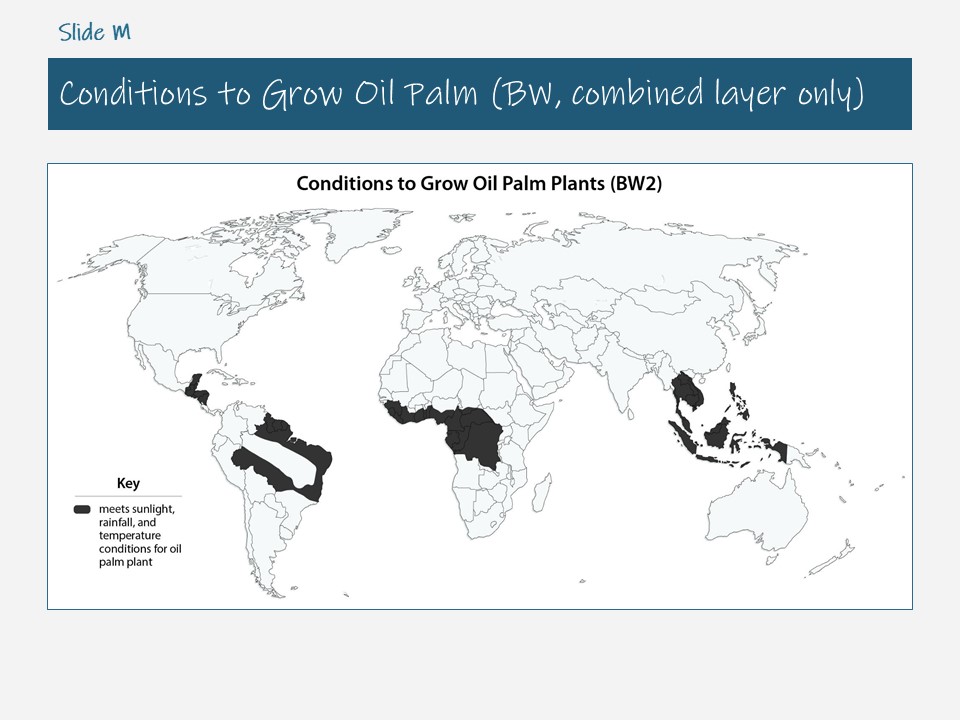 Slide M
Conditions to Grow Oil Palm (BW, combined layer only)
Conditions to Grow Oil Palm Plants (BW2)
Key
meets sunlight,
rainfall, and
temperature
conditions for oil
palm plant